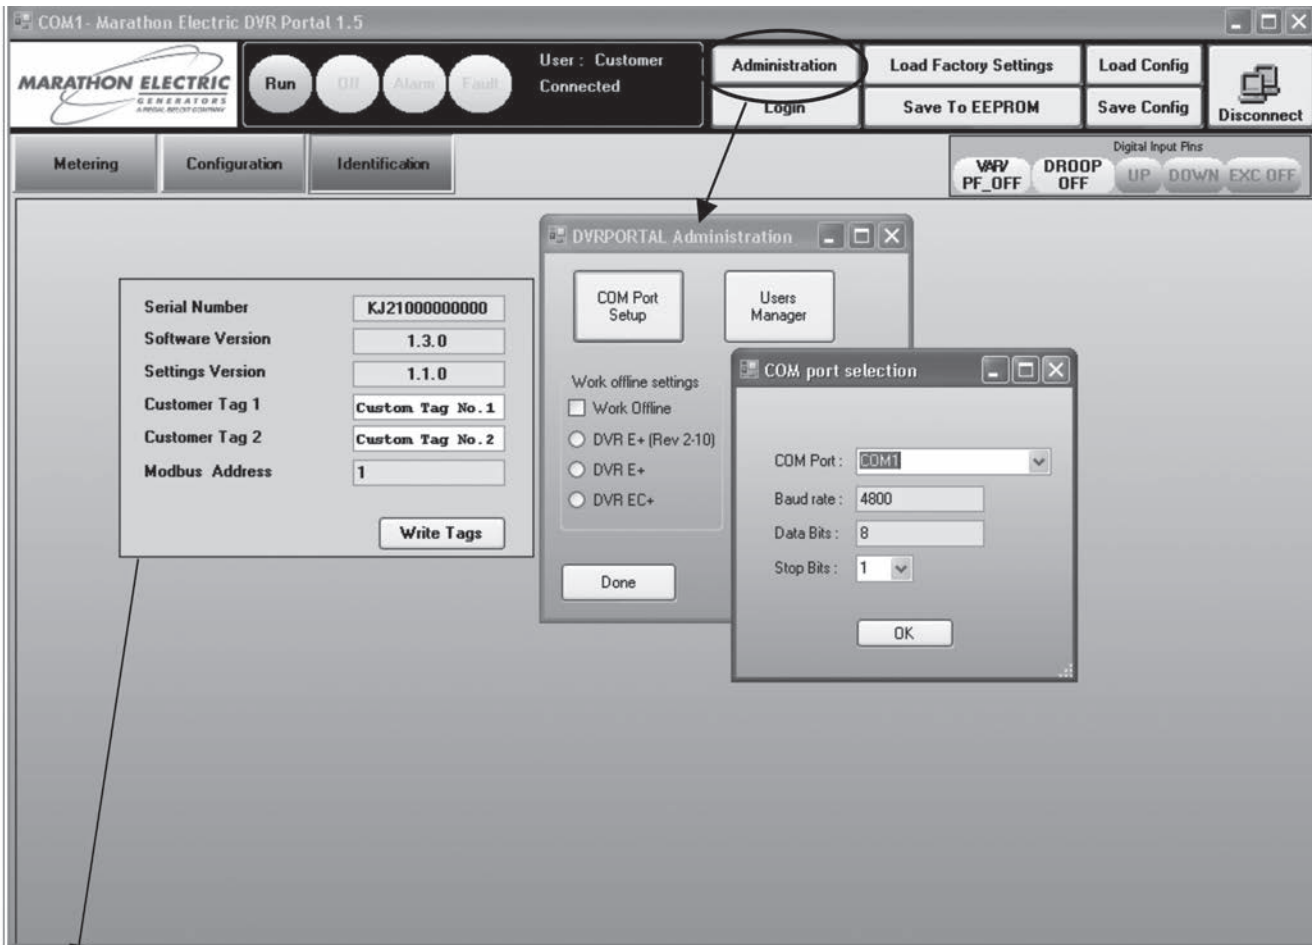 COM1- Marathon Electric DVR Portal 1.5
MARATHON ELECTRIC
GENERATORS
A REGAL BELOIT COMPANY
Run
Off
Alarm
Fault
User : Customer
Connected
Administration
Login
Load Factory Settings
Save To EEPROM
Load Config
Save Config
Disconnect
Metering
Configuration
Identification
Digital Input Pins
VAR/
PF_OFF
DROOP
OFF
UP
DOWN
EXC OFF
Serial Number
KJ21000000000
Software Version
1.3.0
Settings Version
1.1.0
Customer Tag 1
Custom Tag No.1
Customer Tag 2
Custom Tag No.2
Modbus Address
1
Write Tags
DVRPORTAL Administration
COM Port
Setup
Users
Manager
Work offline settings
Work Offline
DVR E+ (Rev 2-10)
DVR E+
DVR EC+
Done
COM port selection
COM Port :
COM1
Baud rate :
4800
Data Bits :
8
Stop Bits :
1
OK